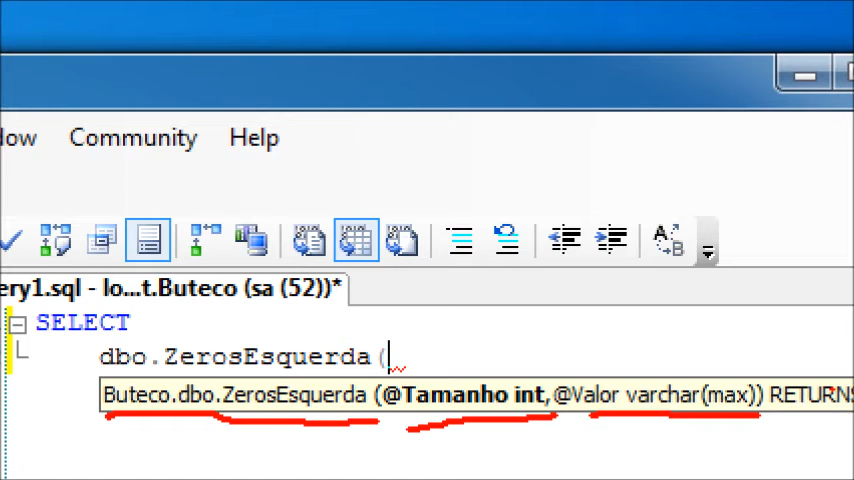 dow Community Help
ery1.sql - lo...t.Buteco (sa (52))*
SELECT
dbo.ZerosEsquerda(
Buteco.dbo.ZerosEsquerda (@Tamanho int,@Valor varchar(max)) RETURNS